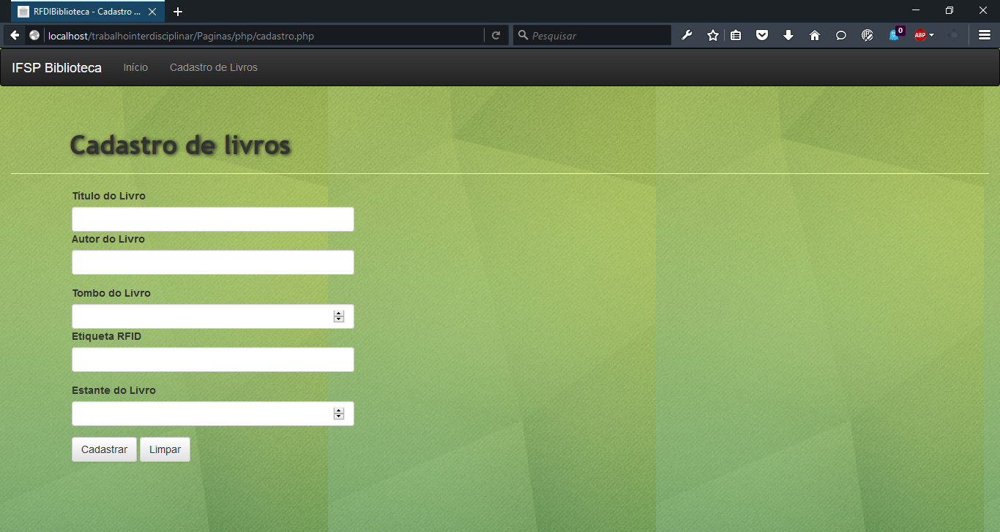 RFDIBiblioteca - Cadastro ...
localhost/trabalhointerdisciplinar/Paginas/php/cadastro.php
Pesquisar
0
ABP
IFSP Biblioteca Início Cadastro de Livros
Cadastro de livros
Título do Livro
Autor do Livro
Tombo do Livro
Etiqueta RFID
Estante do Livro
Cadastrar Limpar